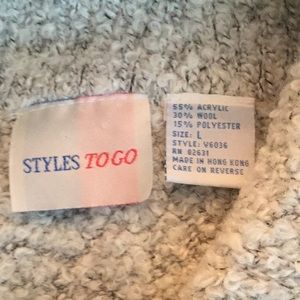 STYLES TO GO
55% ACRYLIC
30% WOOL
15% POLYESTER
SIZE: L
STYLE: V6036
RN 02631
MADE IN HONG KONG
CARE ON REVERSE